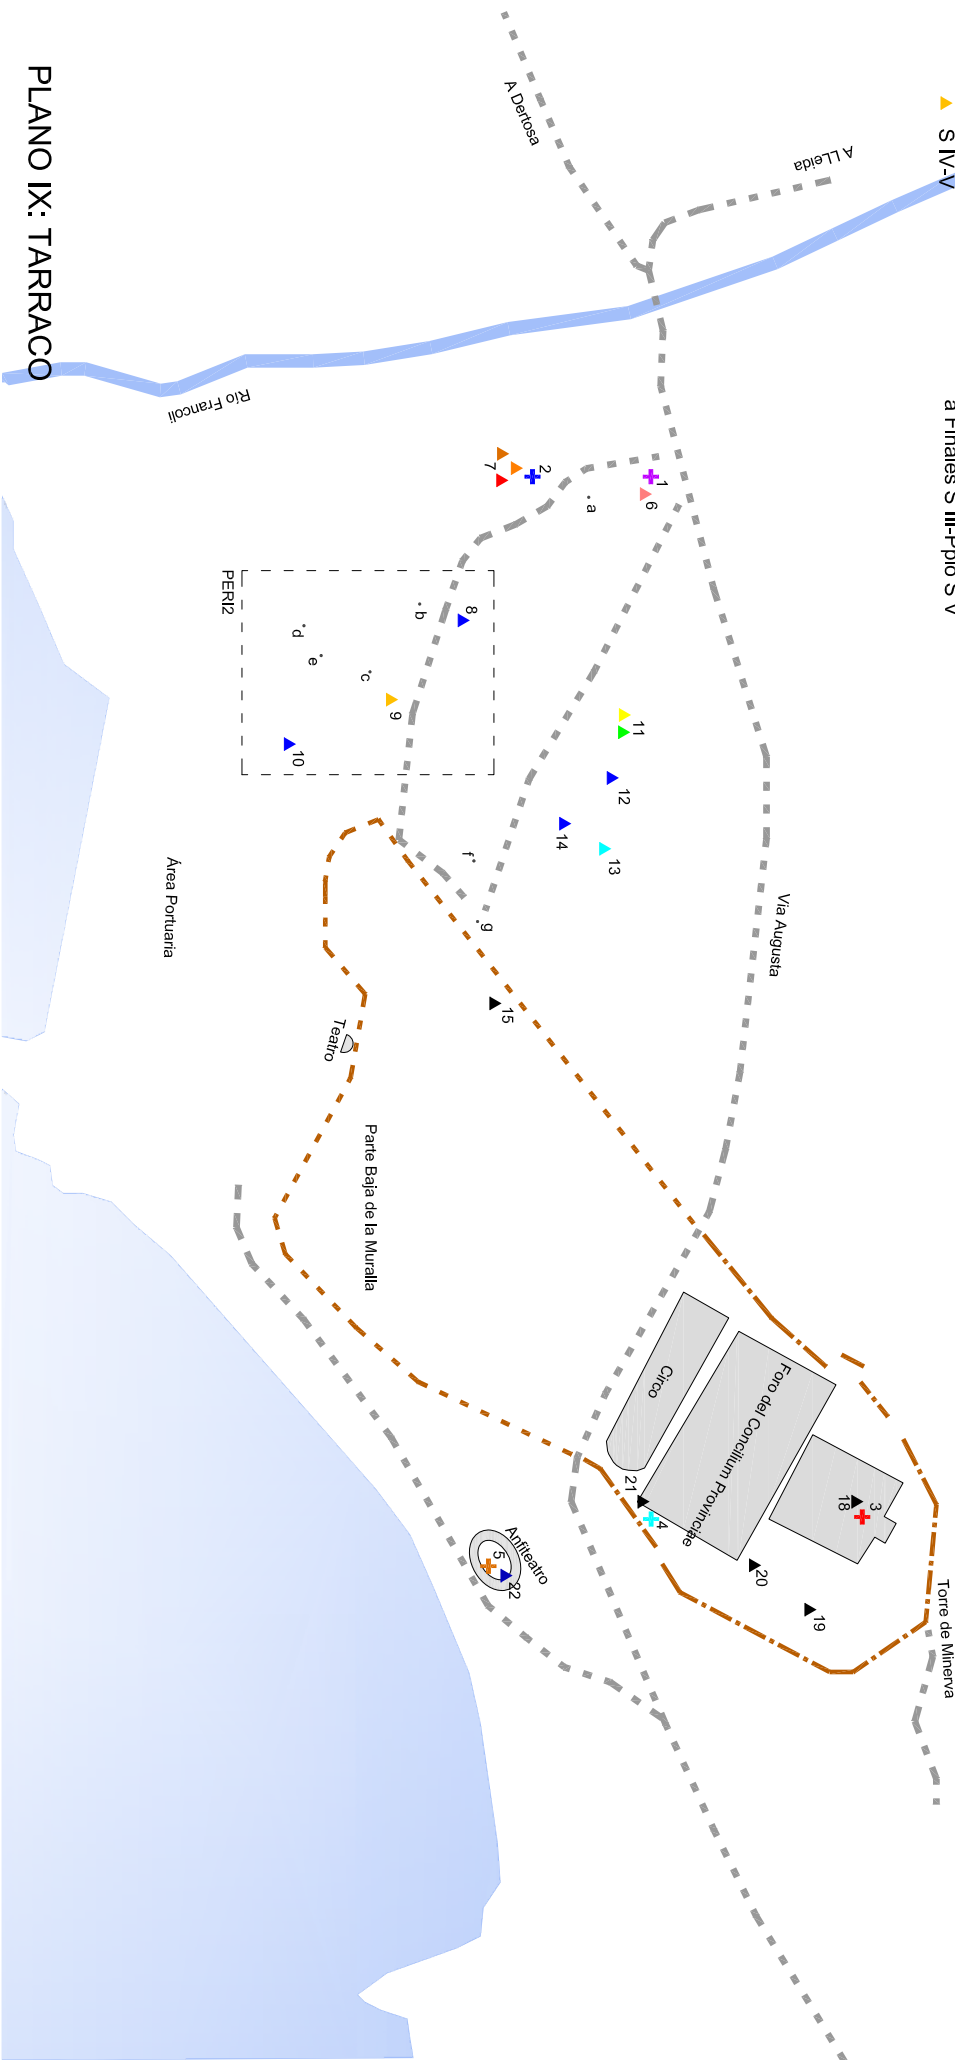 PLANO IX: TARRACO
S IV-V
a Finales S III-Ppio S V
A Dertosa
A LLeida
Río Francoli
1
6
2
7
a
PERI2
8
b
d
e
c
9
10
11
12
13
14
f
g
15
Via Augusta
Área Portuaria
Teatro
Parte Baja de la Muralla
Circo
Foro del Concilium Provinciae
3
18
21
4
20
19
Torre de Minerva
Anfiteatro
5
22